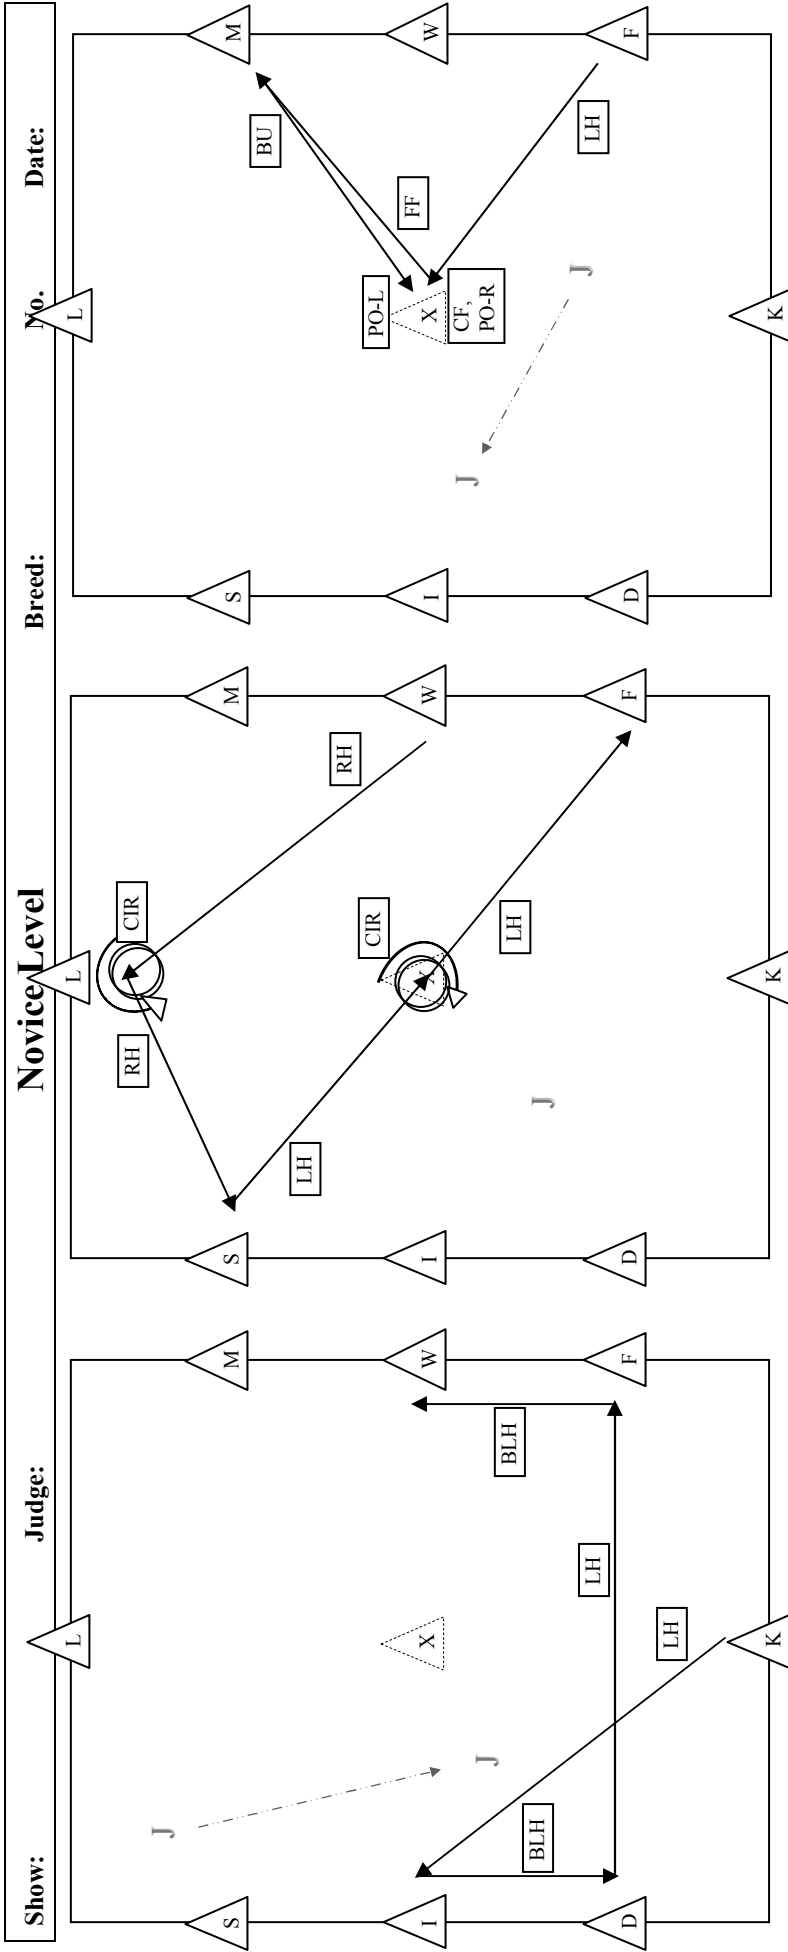 Show: Judge: Novice Level Breed: No. Date:
L
J
S
M
I
X
W
J
BLH
BLH
LH
D
F
LH
K
L
RH
CIR
S
M
LH
RH
CIR
I
X
W
LH
J
D
F
K
L
S
M
BU
PO-L
FF
I
X
W
CF,
PO-R
J
J
LH
D
F
K